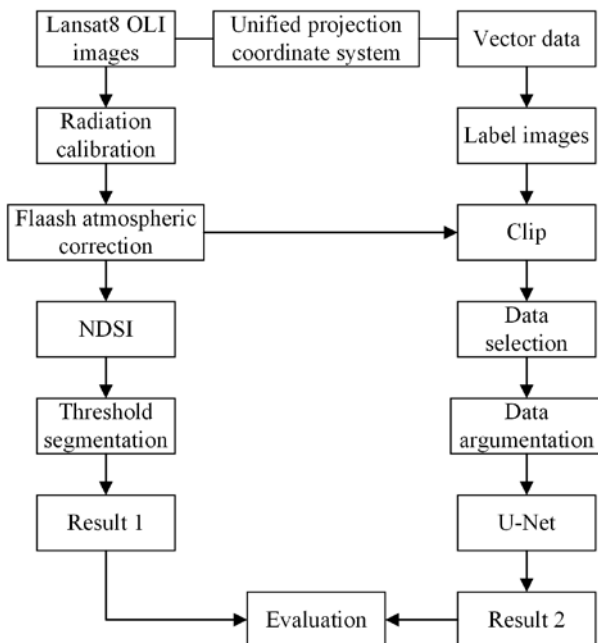 Lansat8 OLI
images
Unified projection
coordinate system
Vector data
Radiation
calibration
Label images
Flaash atmospheric
correction
Clip
NDSI
Data
selection
Threshold
segmentation
Data
argumentation
Result 1
U-Net
Evaluation
Result 2